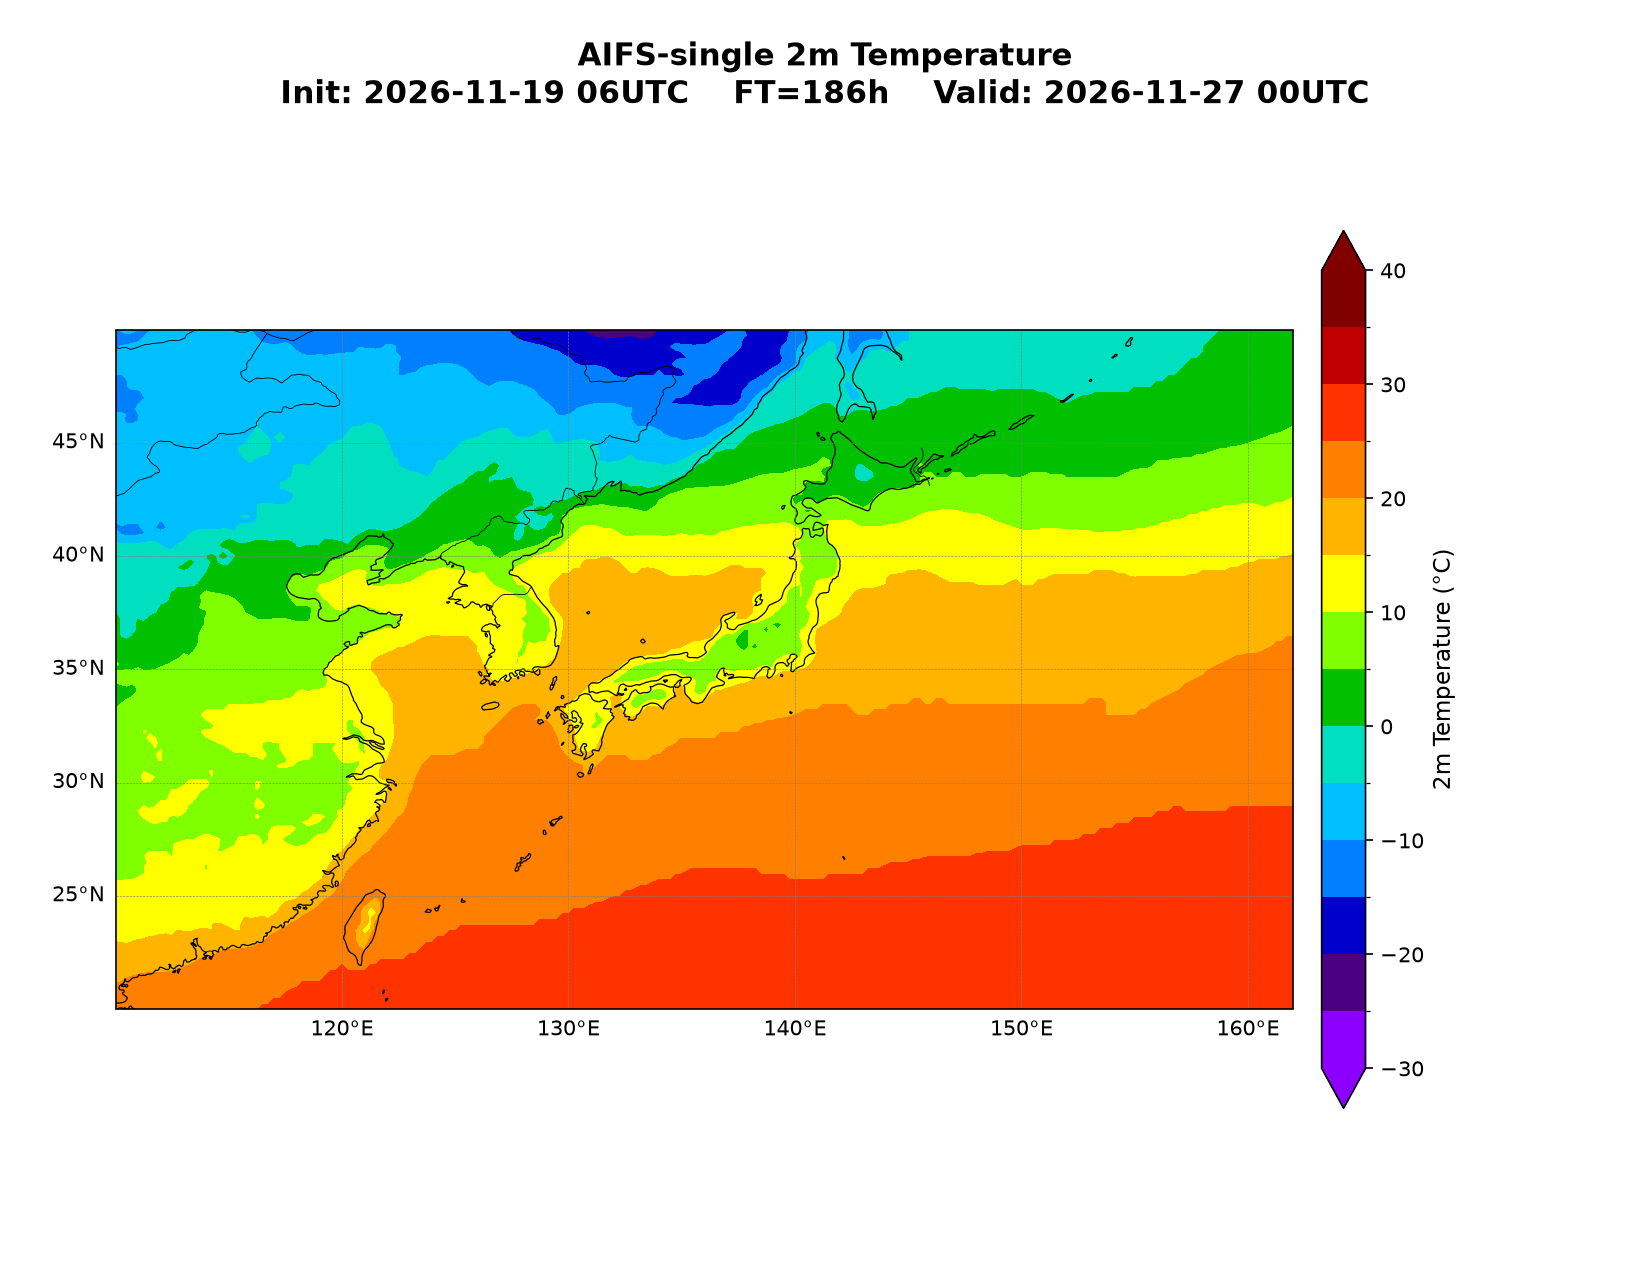 AIFS-single 2m Temperature
Init: 2026-11-19 06UTC    FT=186h    Valid: 2026-11-27 00UTC
45°N
40°N
35°N
30°N
25°N
120°E
130°E
140°E
150°E
160°E
40
30
20
10
0
−10
−20
−30
2m Temperature (°C)